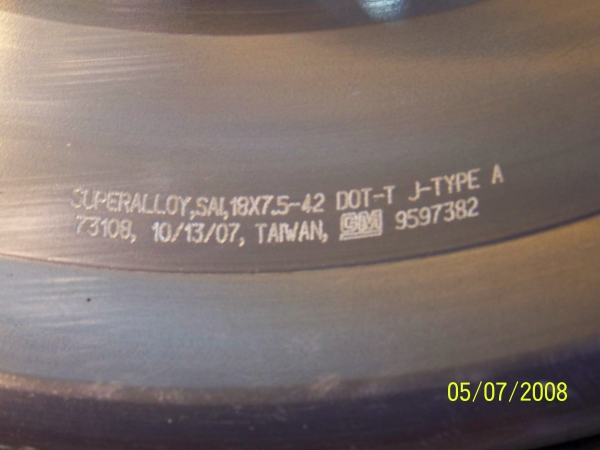 SUPERALLOY,SAI,18X7.5-42 DOT-T J-TYPE A
73108, 10/13/07, TAIWAN, GM 9597382
05/07/2008